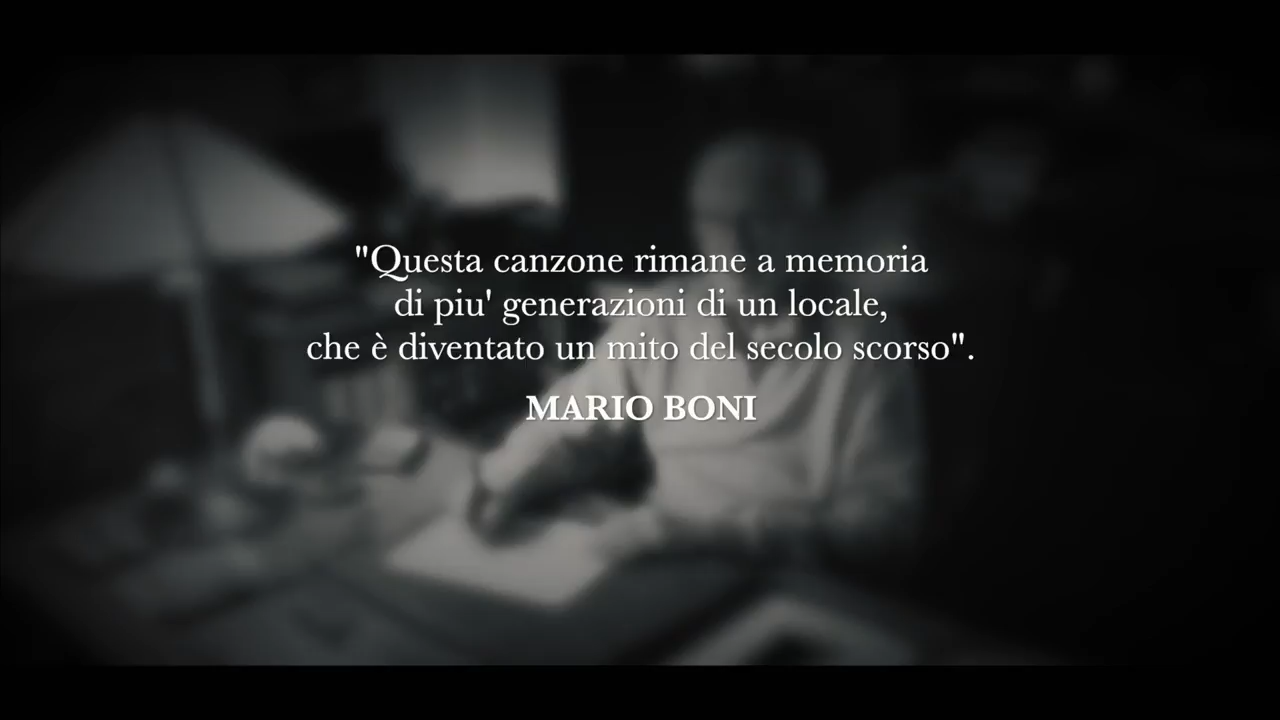 "Questa canzone rimane a memoria
di piu' generazioni di un locale,
che è diventato un mito del secolo scorso".
MARIO BONI